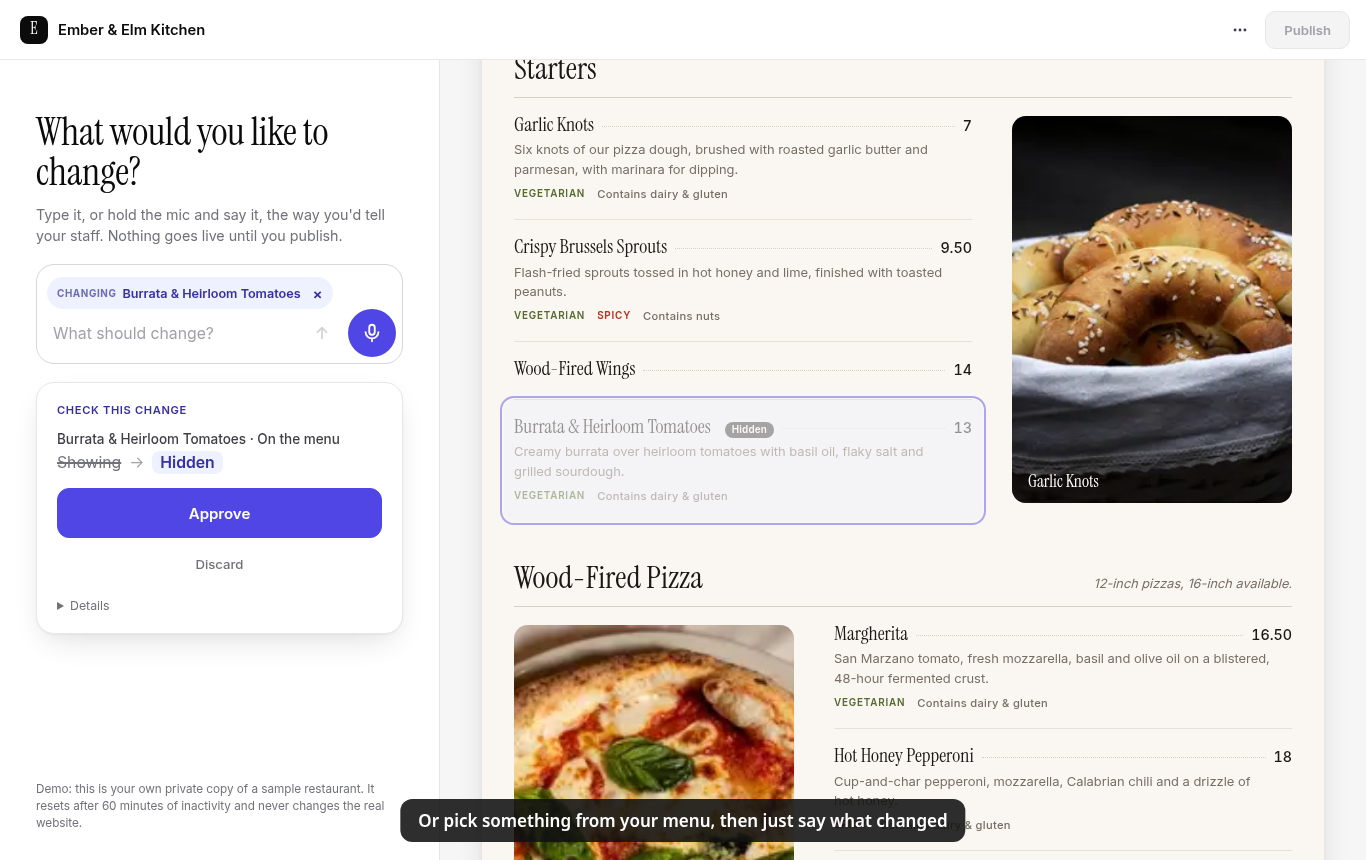 E
Ember & Elm Kitchen
Publish
What would you like to
change?
Type it, or hold the mic and say it, the way you'd tell
your staff. Nothing goes live until you publish.
CHANGING Burrata & Heirloom Tomatoes ×
What should change?
CHECK THIS CHANGE
Burrata & Heirloom Tomatoes · On the menu
Showing → Hidden
Approve
Discard
Details
Demo: this is your own private copy of a sample restaurant. It
resets after 60 minutes of inactivity and never changes the real
website.
Starters
Garlic Knots 7
Six knots of our pizza dough, brushed with roasted garlic butter and
parmesan, with marinara for dipping.
VEGETARIAN Contains dairy & gluten
Crispy Brussels Sprouts 9.50
Flash-fried sprouts tossed in hot honey and lime, finished with toasted
peanuts.
VEGETARIAN SPICY Contains nuts
Wood-Fired Wings 14
Burrata & Heirloom Tomatoes Hidden 13
Creamy burrata over heirloom tomatoes with basil oil, flaky salt and
grilled sourdough.
VEGETARIAN Contains dairy & gluten
Garlic Knots
Wood-Fired Pizza
12-inch pizzas, 16-inch available.
Margherita 16.50
San Marzano tomato, fresh mozzarella, basil and olive oil on a blistered,
48-hour fermented crust.
VEGETARIAN Contains dairy & gluten
Hot Honey Pepperoni 18
Cup-and-char pepperoni, mozzarella, Calabrian chili and a drizzle of
hot honey.
& gluten
Or pick something from your menu, then just say what changed